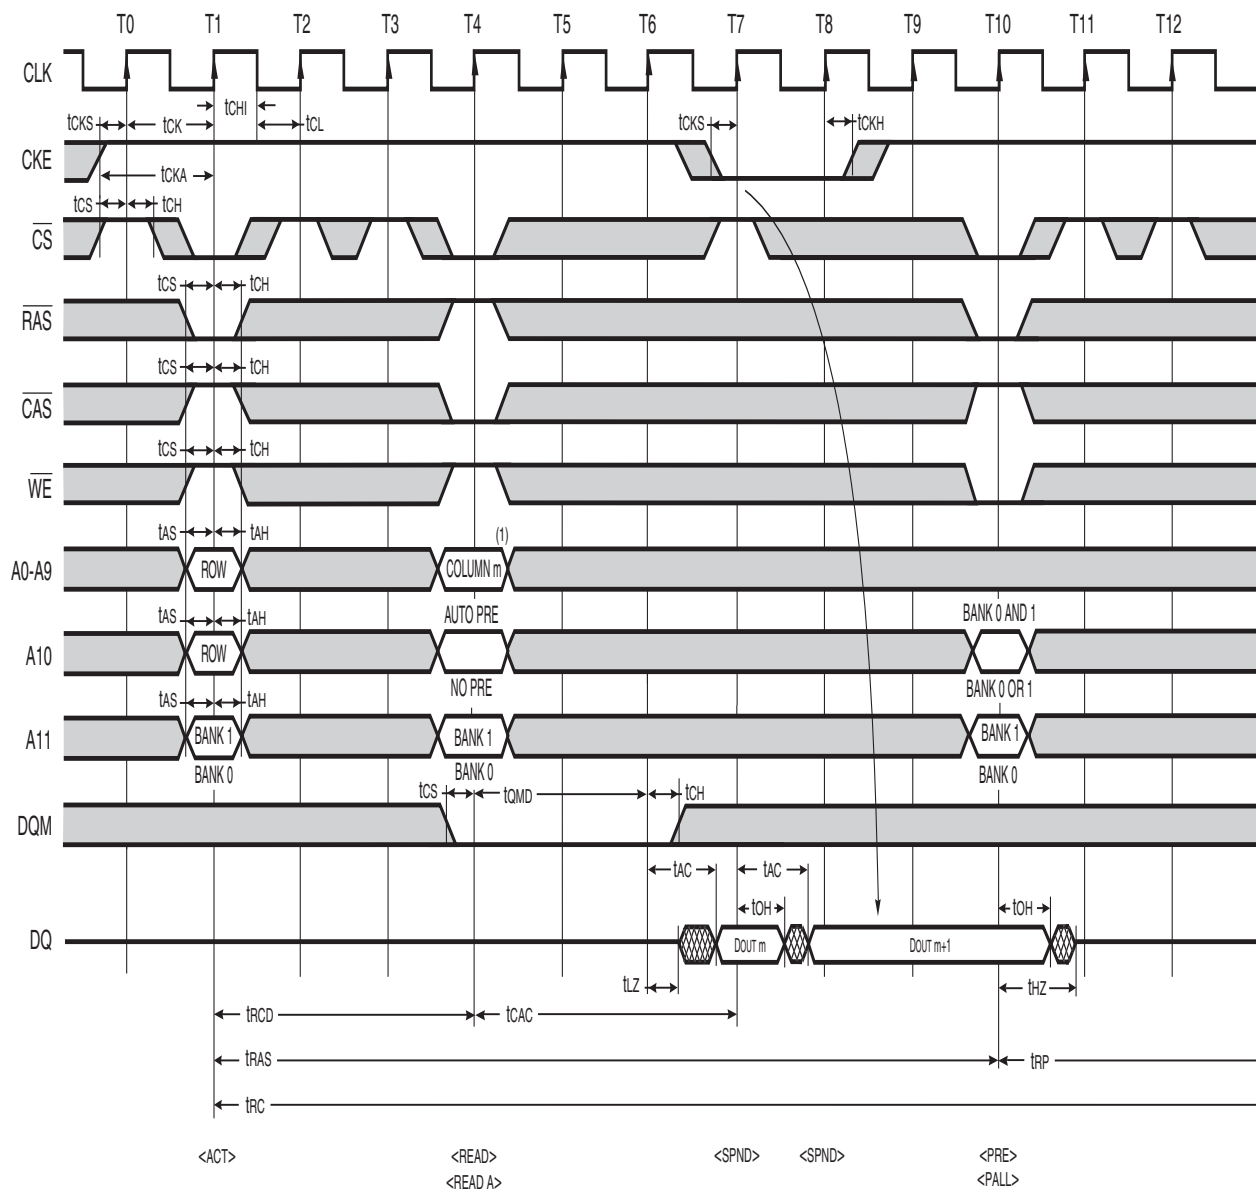 T0 T1 T2 T3 T4 T5 T6 T7 T8 T9 T10 T11 T12
CLK
tCHI
tCKS tCK tCL tCKS tCKH
CKE
tCKA
tCS tCH
CS
tCS tCH
RAS
tCS tCH
CAS
tCS tCH
WE
tAS tAH (1)
A0-A9 ROW COLUMN m
tAS tAH AUTO PRE BANK 0 AND 1
A10 ROW
NO PRE BANK 0 OR 1
tAS tAH
A11 BANK 1 BANK 1 BANK 1
BANK 0 BANK 0 BANK 0
tCS tQMD tCH
DQM
tAC tAC
tOH tOH
DQ DOUT m DOUT m+1
tLZ tHZ
tRCD tCAC
tRAS tRP
tRC
<ACT> <READ> <SPND> <SPND> <PRE>
<READ A> <PALL>